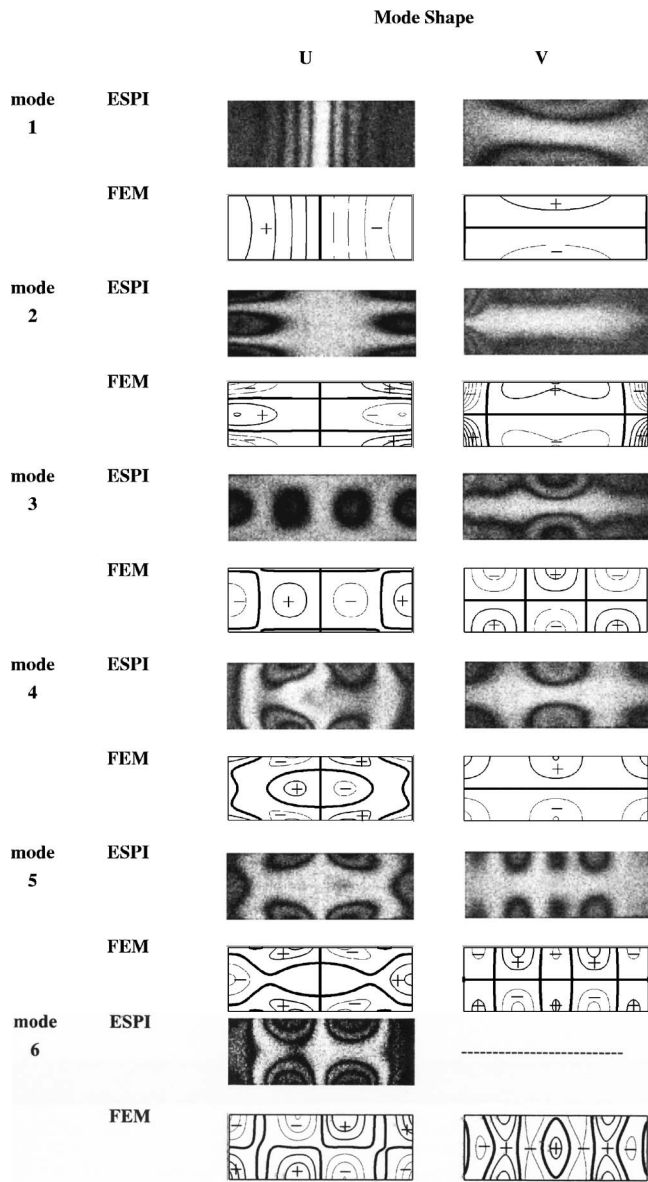 Mode Shape
U V
mode ESPI
1
FEM
+ − + −
mode ESPI
2
FEM
− + + − − + + − − + − +
mode ESPI
3
FEM
− + − + − + − + − +
mode ESPI
4
FEM
− + + − − + + −
mode ESPI
5
FEM
− + − + + − − + − + − + − + − +
mode ESPI
6
FEM
− − + + + + − − − + − + − + −